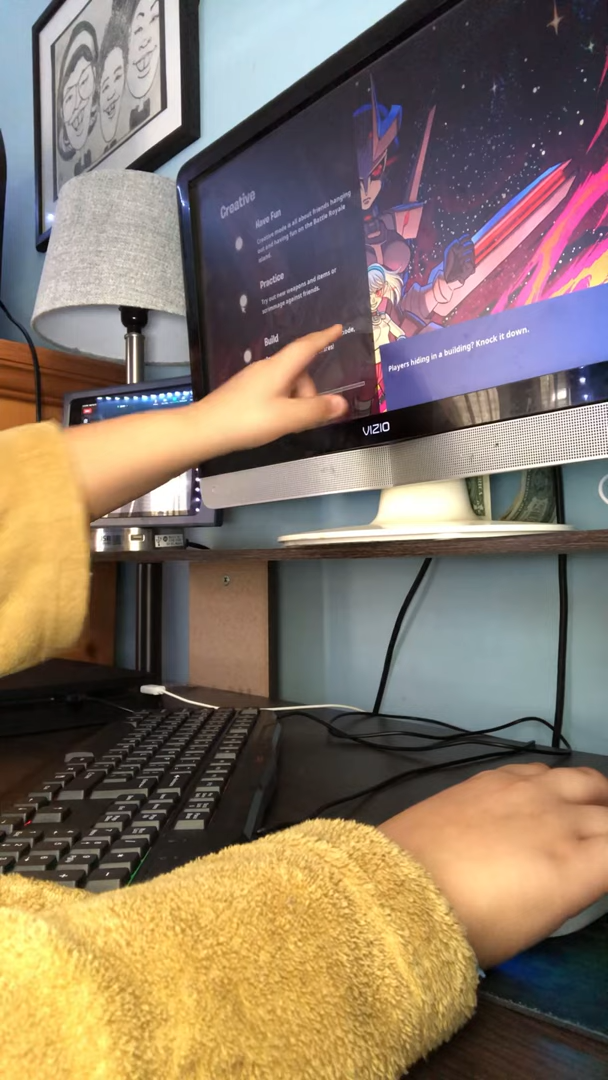 Creative
Have Fun
Creative mode is all about friends hanging
out and having fun on the Battle Royale
island.
Practice
Try out new weapons and items or
scrimmage against friends.
Build
Players hiding in a building? Knock it down.
VIZIO